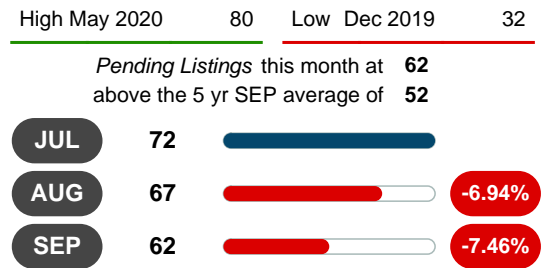 High May 2020 80 Low Dec 2019 32
Pending Listings this month at 62
above the 5 yr SEP average of 52
JUL 72
AUG 67 -6.94%
SEP 62 -7.46%